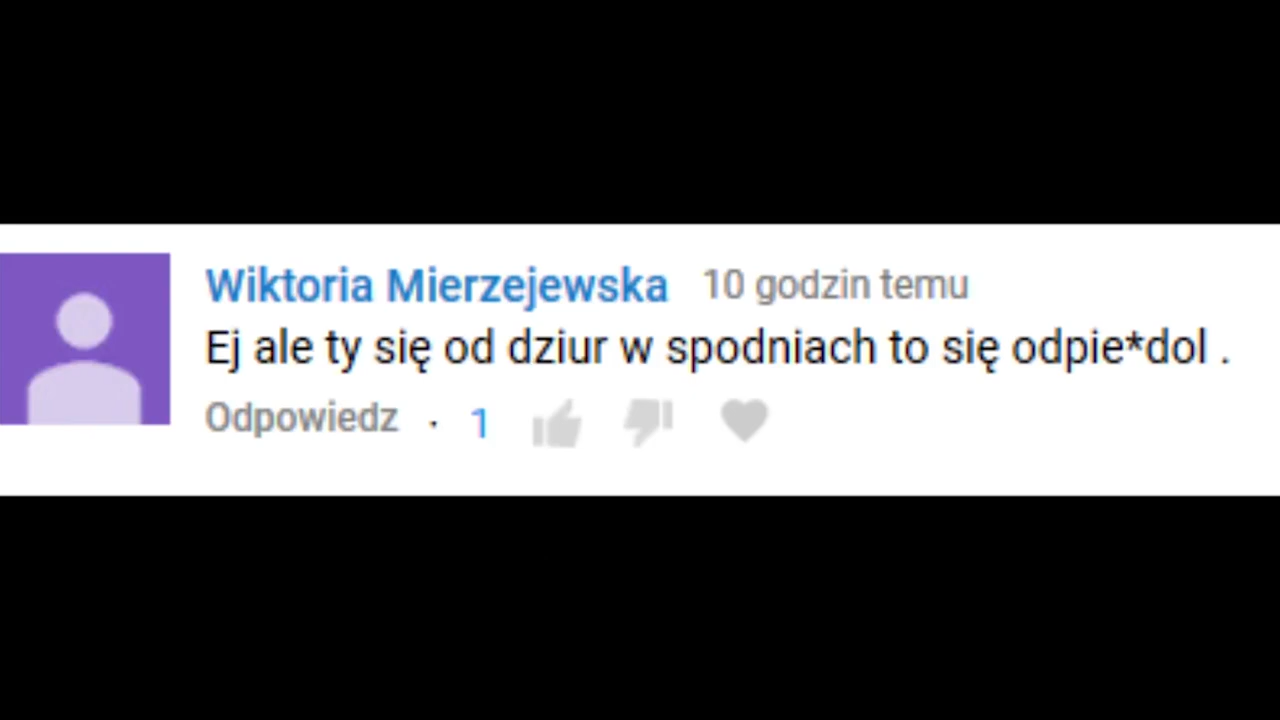 Wiktoria Mierzejewska 10 godzin temu
Ej ale ty się od dziur w spodniach to się odpie*dol .
Odpowiedz · 1